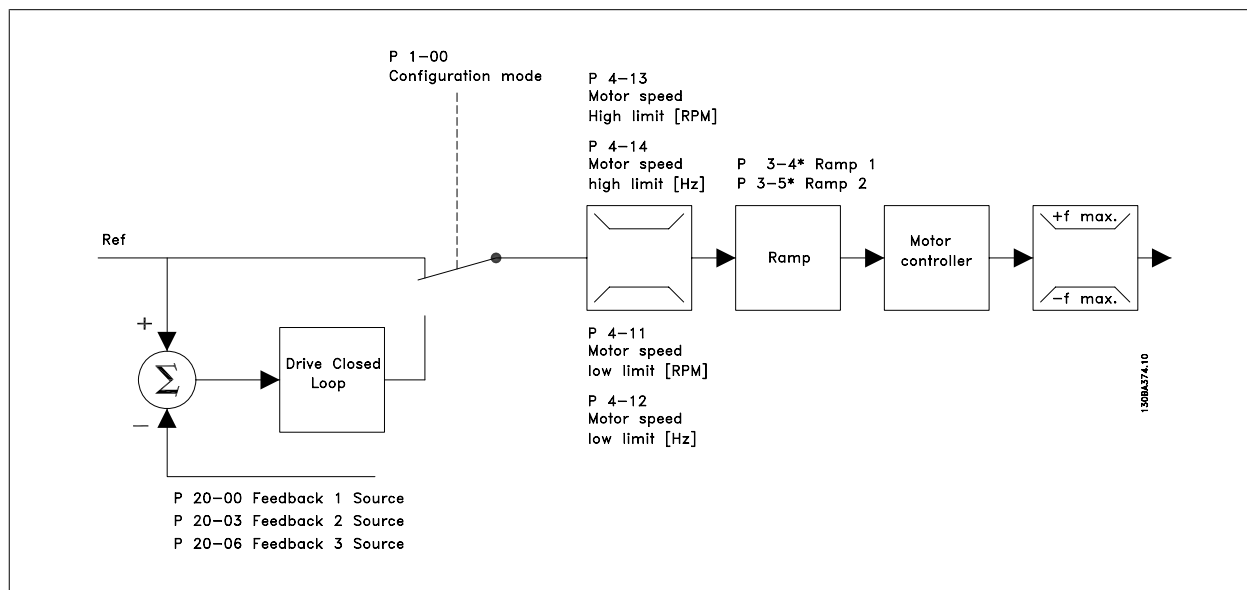 P 1-00
Configuration mode
P 4-13
Motor speed
High limit [RPM]
P 4-14
Motor speed
high limit [Hz]
P 3-4* Ramp 1
P 3-5* Ramp 2
Ref
+
Σ
−
Drive Closed
Loop
Ramp
Motor
controller
+f max.
−f max.
P 4-11
Motor speed
low limit [RPM]
P 4-12
Motor speed
low limit [Hz]
P 20-00 Feedback 1 Source
P 20-03 Feedback 2 Source
P 20-06 Feedback 3 Source
130BA374.10